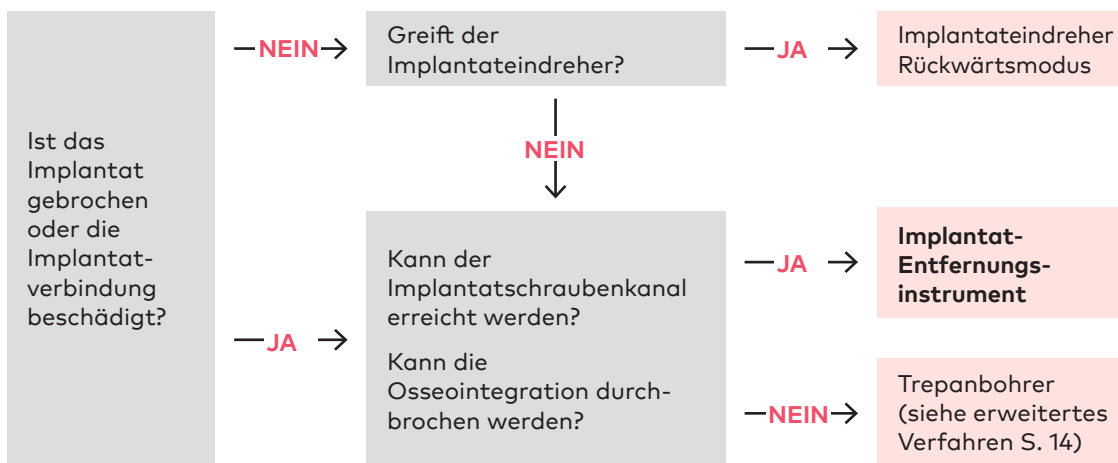 Ist das
Implantat
gebrochen
oder die
Implantat-
verbindung
beschädigt?
NEIN
Greift der
Implantateindreher?
JA
Implantateindreher
Rückwärtsmodus
NEIN
JA
Kann der
Implantatschraubenkanal
erreicht werden?
Kann die
Osseointegration durch-
brochen werden?
JA
Implantat-
Entfernungs-
instrument
NEIN
Trepanbohrer
(siehe erweitertes
Verfahren S. 14)